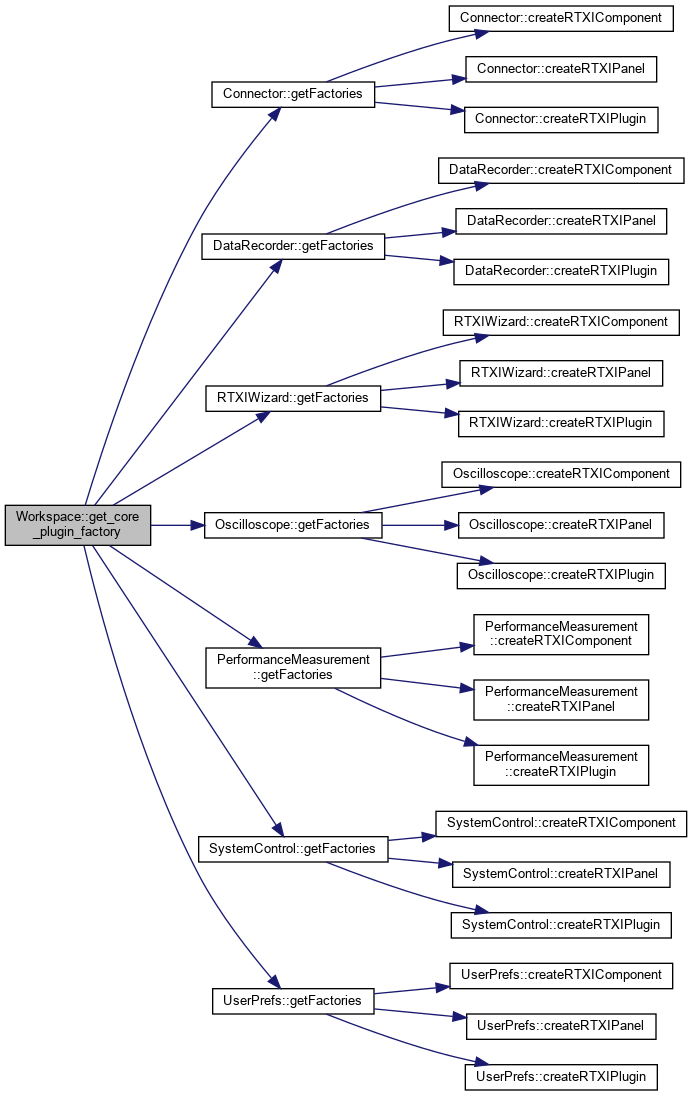 Connector::createRTXIComponent
Connector::createRTXIPanel
Connector::getFactories
Connector::createRTXIPlugin
DataRecorder::createRTXIComponent
DataRecorder::createRTXIPanel
DataRecorder::getFactories
DataRecorder::createRTXIPlugin
RTXIWizard::createRTXIComponent
RTXIWizard::createRTXIPanel
RTXIWizard::getFactories
RTXIWizard::createRTXIPlugin
Oscilloscope::createRTXIComponent
Workspace::get_core
_plugin_factory
Oscilloscope::getFactories
Oscilloscope::createRTXIPanel
Oscilloscope::createRTXIPlugin
PerformanceMeasurement
::createRTXIComponent
PerformanceMeasurement
::getFactories
PerformanceMeasurement
::createRTXIPanel
PerformanceMeasurement
::createRTXIPlugin
SystemControl::createRTXIComponent
SystemControl::getFactories
SystemControl::createRTXIPanel
SystemControl::createRTXIPlugin
UserPrefs::createRTXIComponent
UserPrefs::getFactories
UserPrefs::createRTXIPanel
UserPrefs::createRTXIPlugin